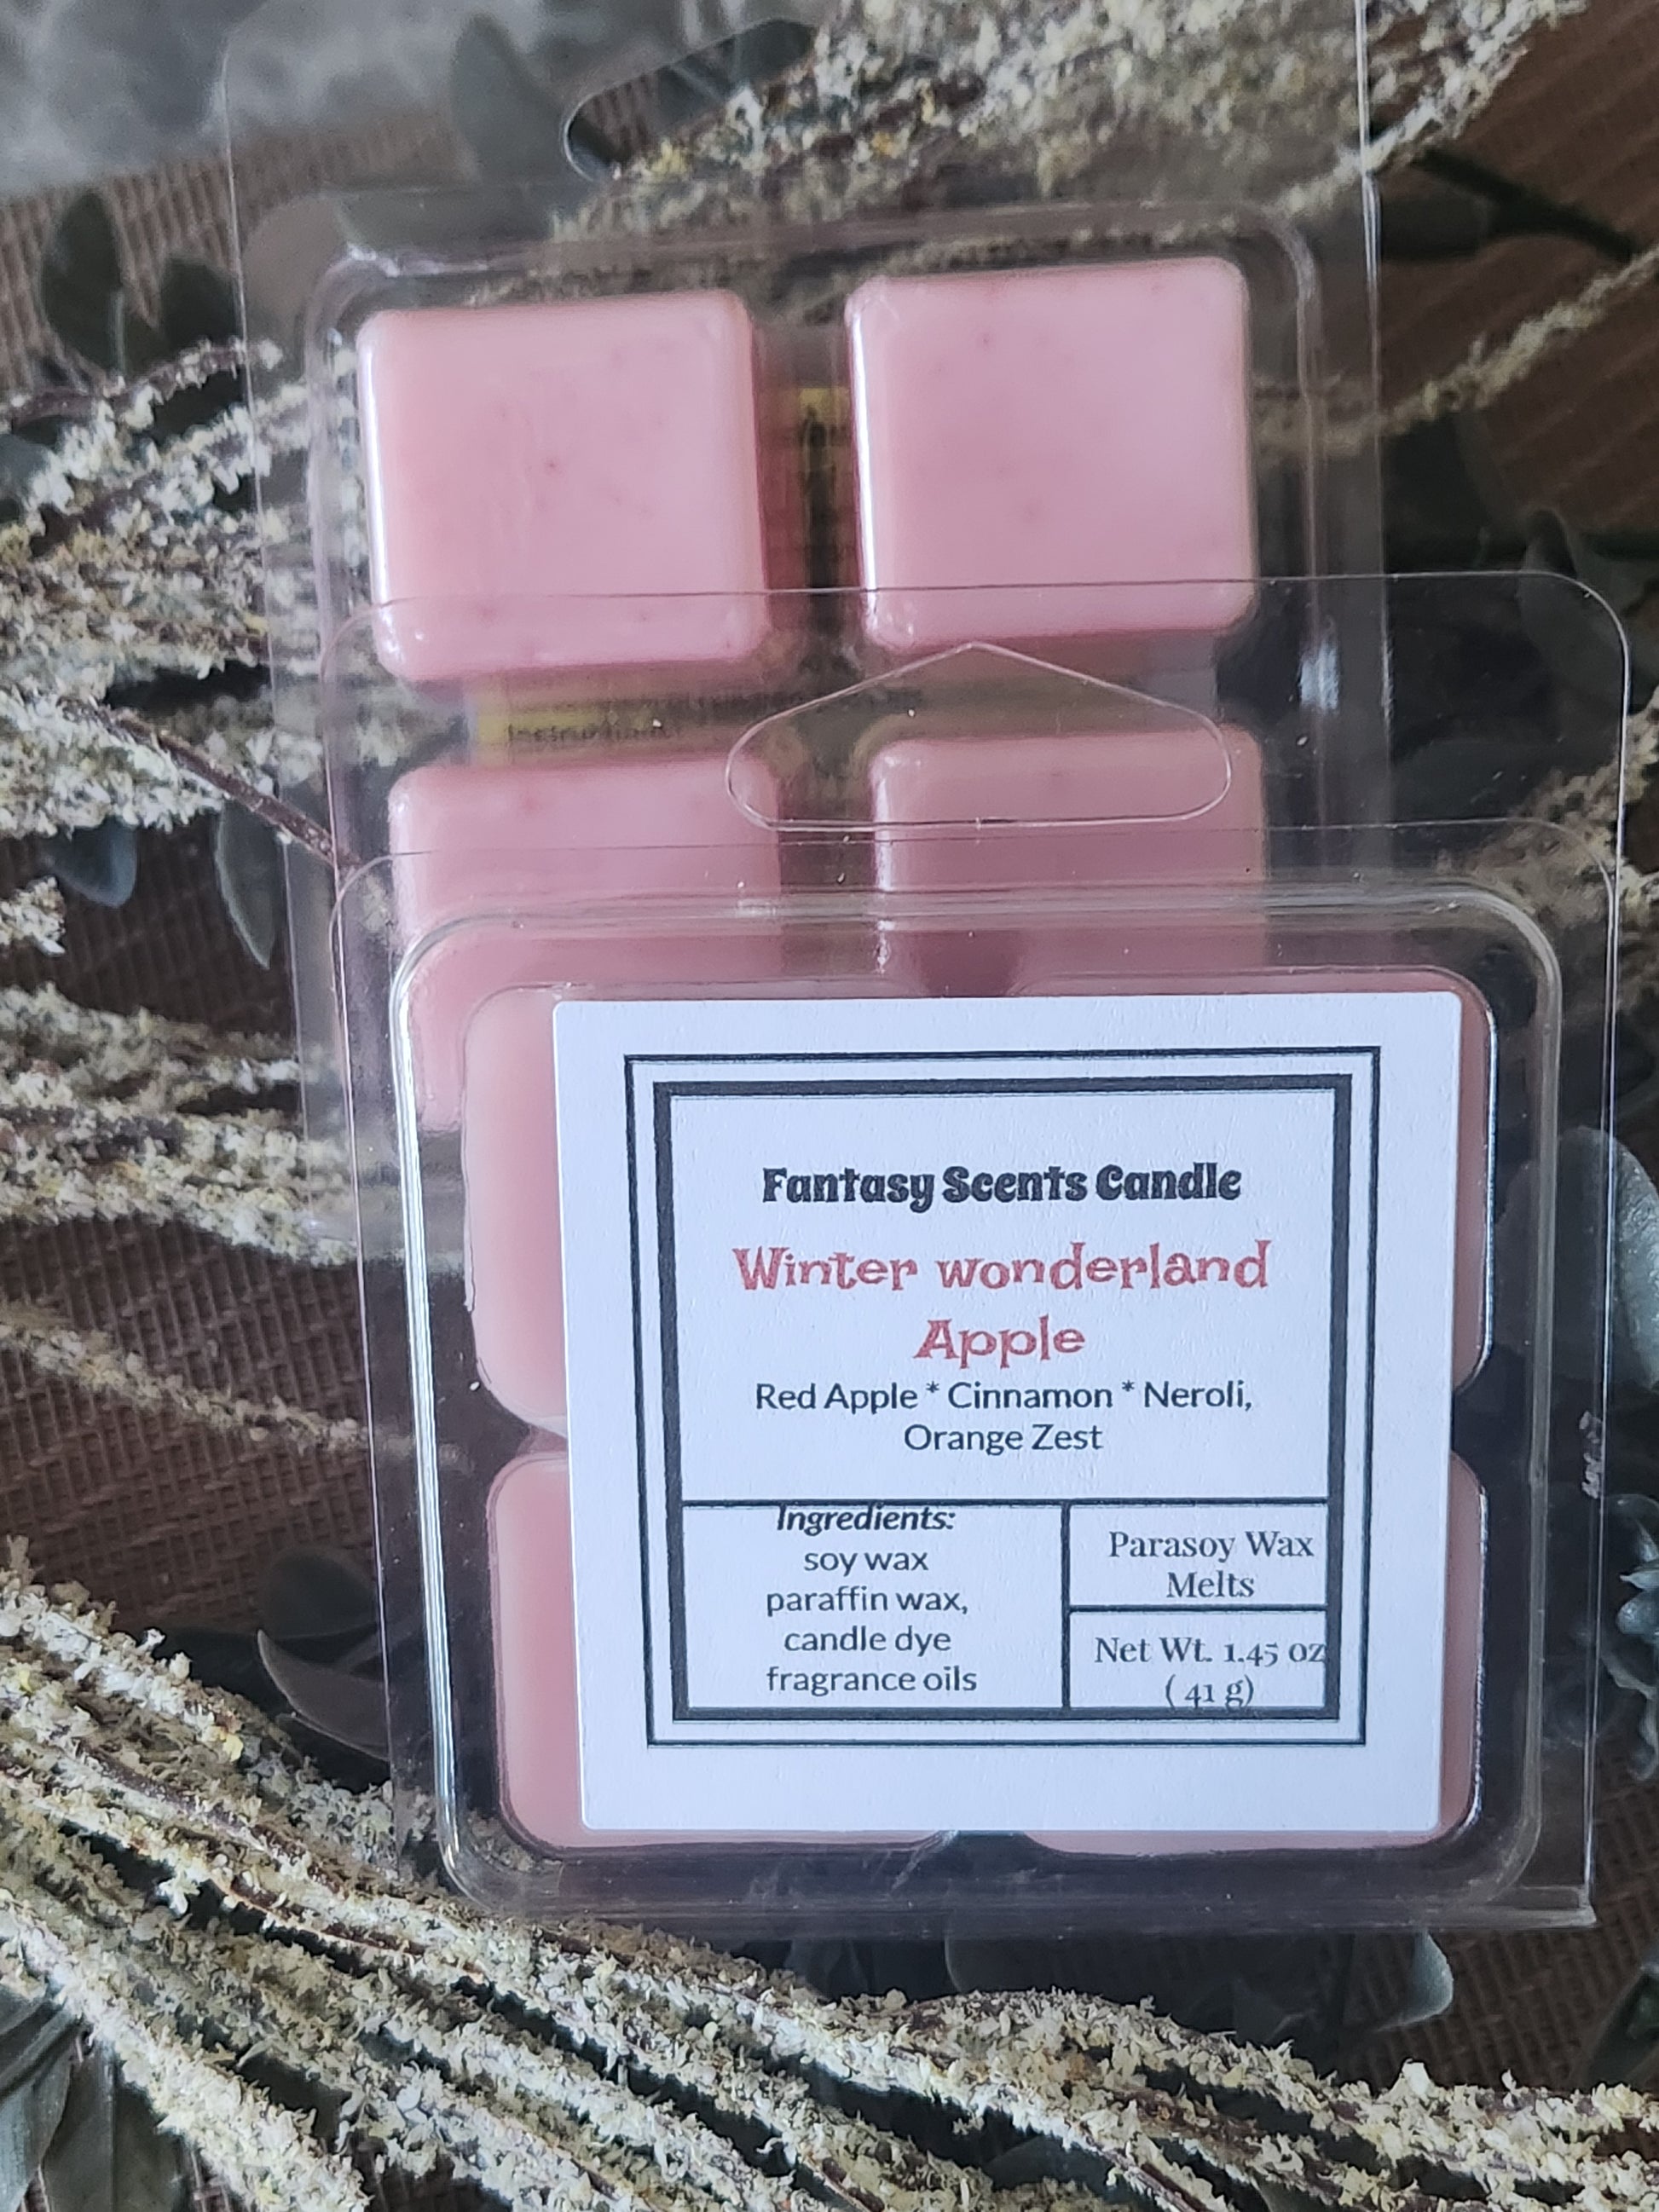 Instructions
Fantasy Scents Candle
Winter wonderland
Apple
Red Apple * Cinnamon * Neroli,
Orange Zest
Ingredients:
soy wax
paraffin wax,
candle dye
fragrance oils
Parasoy Wax
Melts
Net Wt. 1.45 oz
( 41 g)